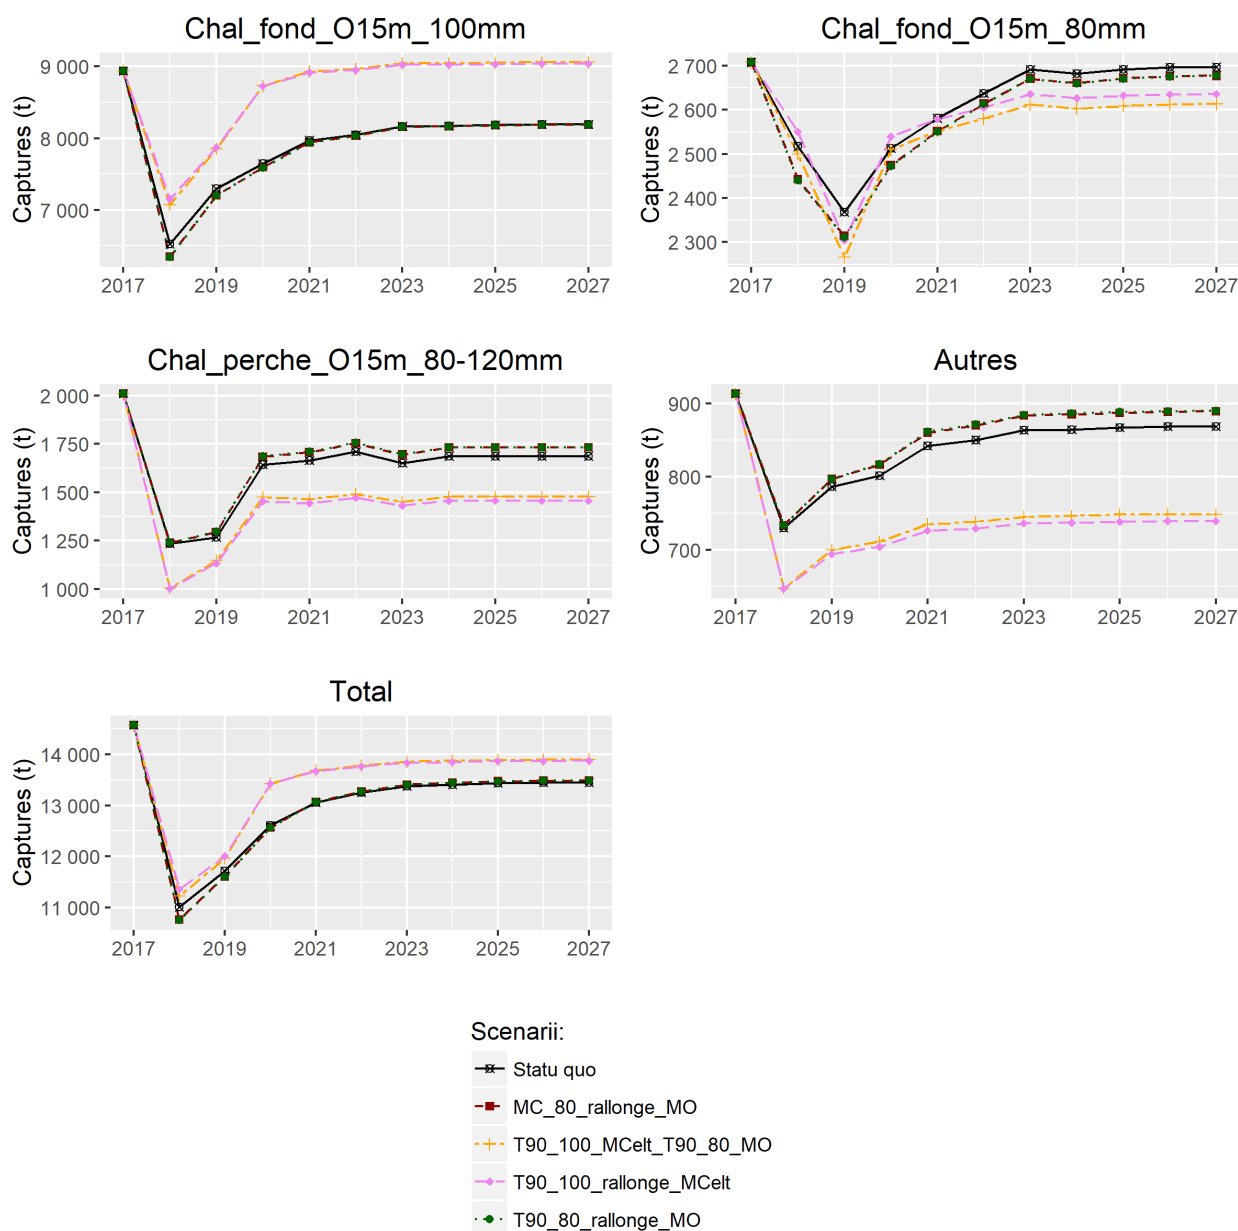 Chal_fond_O15m_100mm
Captures (t)
9 000
8 000
7 000
2017 2019 2021 2023 2025 2027
Chal_fond_O15m_80mm
Captures (t)
2 700
2 600
2 500
2 400
2 300
2017 2019 2021 2023 2025 2027
Chal_perche_O15m_80-120mm
Captures (t)
2 000
1 750
1 500
1 250
1 000
2017 2019 2021 2023 2025 2027
Autres
Captures (t)
900
800
700
2017 2019 2021 2023 2025 2027
Total
Captures (t)
14 000
13 000
12 000
11 000
2017 2019 2021 2023 2025 2027
Scenarii:
Statu quo
MC_80_rallonge_MO
T90_100_MCelt_T90_80_MO
T90_100_rallonge_MCelt
T90_80_rallonge_MO